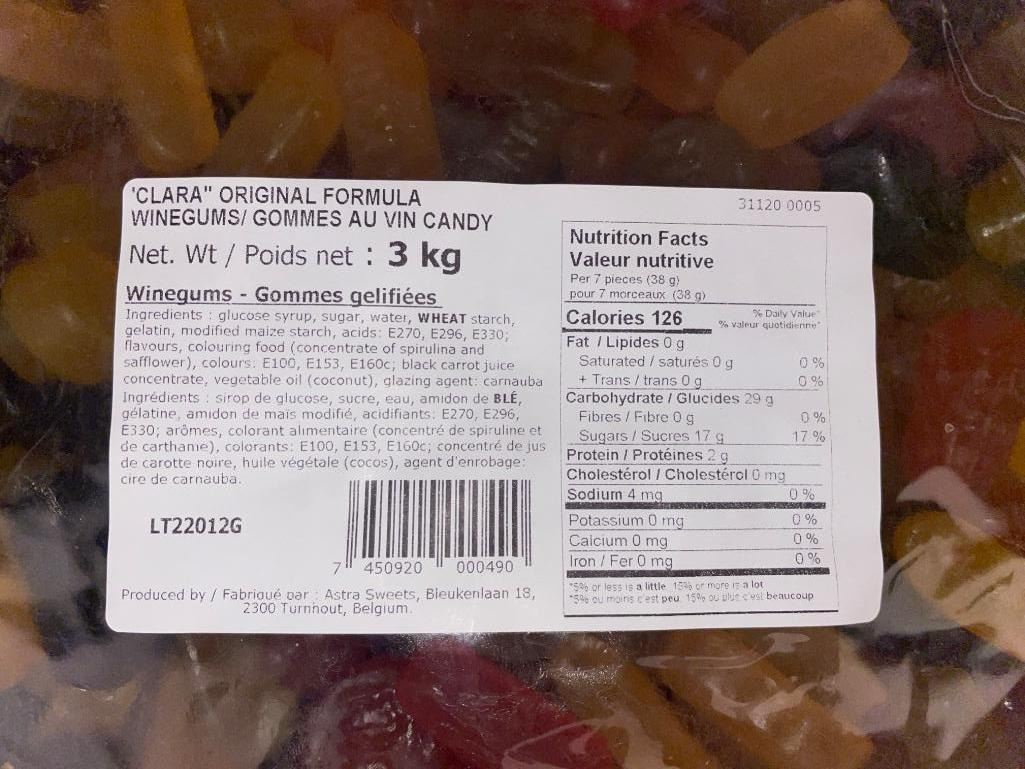 'CLARA" ORIGINAL FORMULA
WINEGUMS/ GOMMES AU VIN CANDY
Net. Wt / Poids net : 3 kg
Winegums - Gommes gelifiées
Ingredients : glucose syrup, sugar, water, WHEAT starch,
gelatin, modified maize starch, acids: E270, E296, E330;
flavours, colouring food (concentrate of spirulina and
safflower), colours: E100, E153, E160c; black carrot juice
concentrate, vegetable oil (coconut), glazing agent: carnauba
Ingrédients : sirop de glucose, sucre, eau, amidon de BLÉ,
gélatine, amidon de maïs modifié, acidifiants: E270, E296,
E330; arômes, colorant alimentaire (concentré de spiruline et
de carthame), colorants: E100, E153, E160c; concentré de jus
de carotte noire, huile végétale (cocos), agent d'enrobage:
cire de carnauba.
LT22012G
7 450920 000490
Produced by / Fabriqué par : Astra Sweets, Bleukenlaan 18,
2300 Turnhout, Belgium.
31120 0005
Nutrition Facts
Valeur nutritive
Per 7 pieces (38 g)
pour 7 morceaux (38 g)
Calories 126
% Daily Value*
% valeur quotidienne*
Fat / Lipides 0 g
Saturated / saturés 0 g 0 %
+ Trans / trans 0 g 0 %
Carbohydrate / Glucides 29 g
Fibres / Fibre 0 g 0 %
Sugars / Sucres 17 g 17 %
Protein / Protéines 2 g
Cholestérol / Cholestérol 0 mg
Sodium 4 mg 0 %
Potassium 0 mg 0 %
Calcium 0 mg 0 %
Iron / Fer 0 mg 0 %
*5% or less is a little, 15% or more is a lot
*5% ou moins c'est peu, 15% ou plus c'est beaucoup